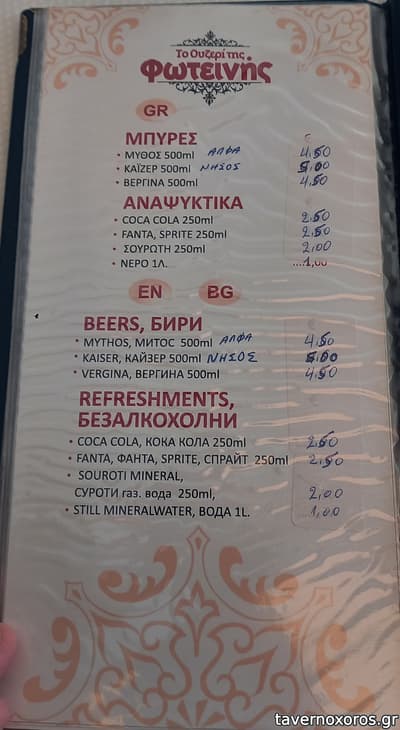 Το Ουζερί της
Φωτεινής
GR
ΜΠΥΡΕΣ
• ΜΥΘΟΣ 500ml ΑΛΦΑ 4,50
• ΚΑΪΖΕΡ 500ml ΝΗΣΟΣ 5,00
• ΒΕΡΓΙΝΑ 500ml 4,50
ΑΝΑΨΥΚΤΙΚΑ
• COCA COLA 250ml 2,50
• FANTA, SPRITE 250ml 2,50
• ΣΟΥΡΩΤΗ 250ml 2,00
• ΝΕΡΟ 1Λ. ....1,00
EN BG
BEERS, БИРИ
• MYTHOS, МИТОС 500ml ΑΛΦΑ 4,50
• KAISER, КАЙЗЕР 500ml ΝΗΣΟΣ 5,00
• VERGINA, ВЕРГИНА 500ml 4,50
REFRESHMENTS,
БЕЗАЛКОХОЛНИ
• COCA COLA, КОКА КОЛА 250ml 2,50
• FANTA, ФАНТА, SPRITE, СПРАЙТ 250ml 2,50
• SOUROTI MINERAL,
СУРОТИ газ. вода 250ml, 2,00
• STILL MINERALWATER, ВОДА 1L. 1,00
tavernoxoros.gr